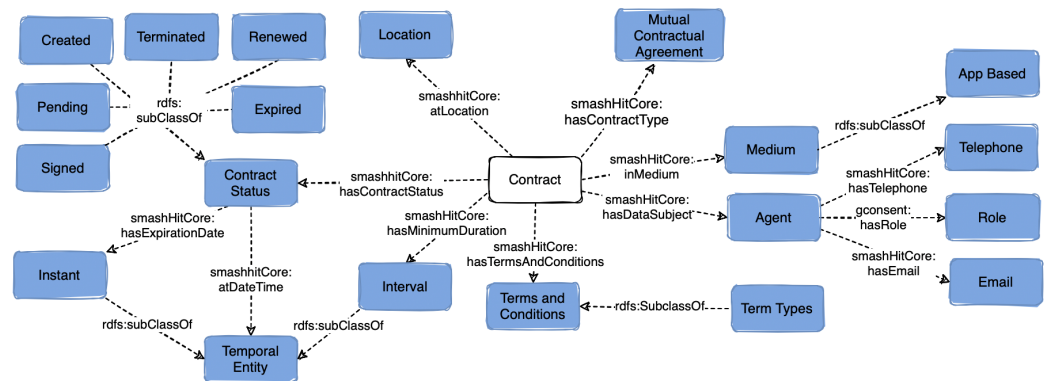 Created
Terminated
Renewed
Pending
rdfs:
subClassOf
Expired
Signed
Contract
Status
Location
smashhitCore:
atLocation
Mutual
Contractual
Agreement
smashHitCore:
hasContractType
App Based
rdfs:subClassOf
Medium
smashHitCore:
inMedium
Telephone
smashhitCore:
hasContractStatus
Contract
smashHitCore:
hasDataSubject
Agent
smashHitCore:
hasTelephone
gconsent:
hasRole
Role
smashHitCore:
hasEmail
Email
smashHitCore:
hasExpirationDate
smashHitCore:
hasMinimumDuration
smashHitCore:
hasTermsAndConditions
Instant
smashhitCore:
atDateTime
Interval
Terms and
Conditions
rdfs:SubclassOf
Term Types
rdfs:subClassOf
rdfs:subClassOf
Temporal
Entity